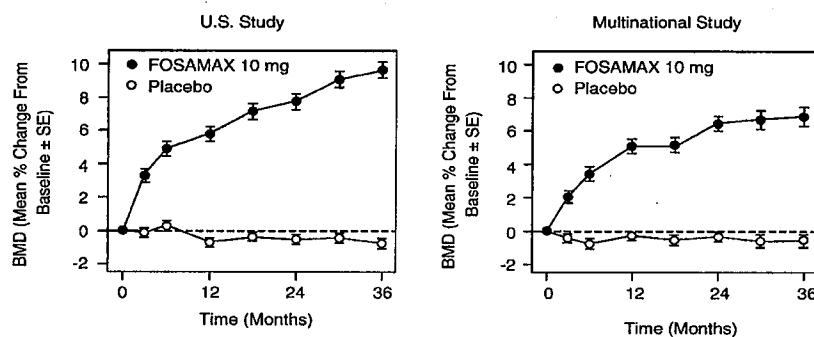 U.S. Study
BMD (Mean % Change From
Baseline ± SE)
10
8
6
4
2
0
-2
FOSAMAX 10 mg
Placebo
0
12
24
36
Time (Months)
Multinational Study
BMD (Mean % Change From
Baseline ± SE)
10
8
6
4
2
0
-2
FOSAMAX 10 mg
Placebo
0
12
24
36
Time (Months)